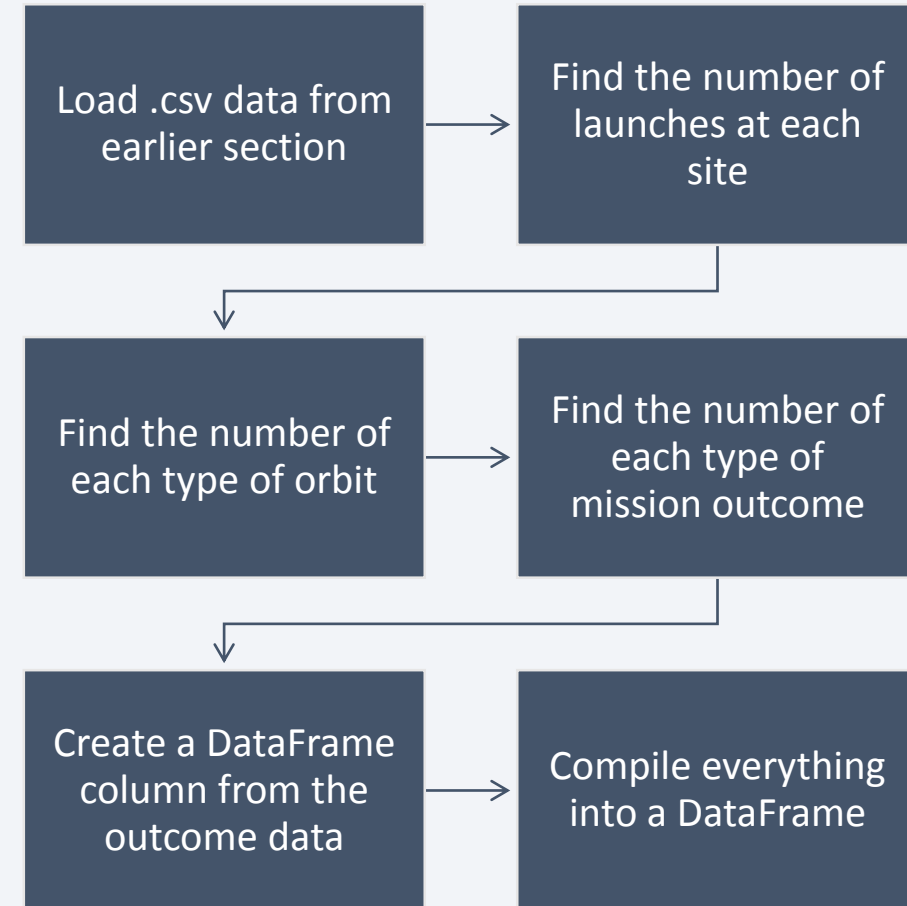 Load .csv data from
earlier section
Find the number of
launches at each
site
Find the number of
each type of orbit
Find the number of
each type of
mission outcome
Create a DataFrame
column from the
outcome data
Compile everything
into a DataFrame